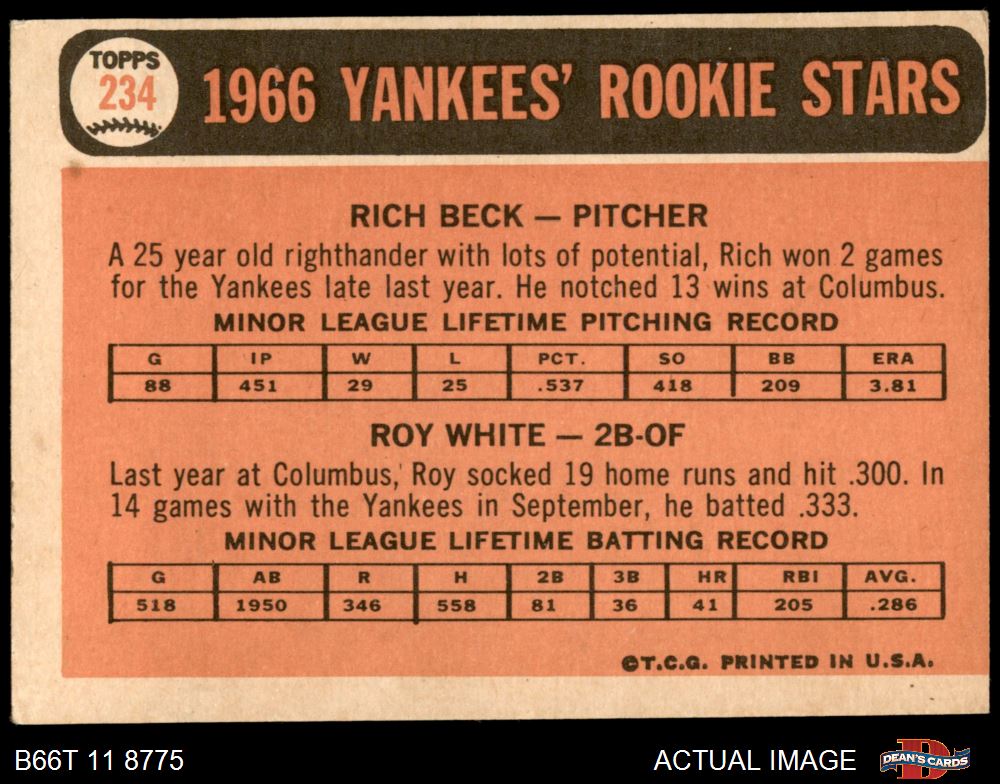 TOPPS
234
1966 YANKEES' ROOKIE STARS
RICH BECK — PITCHER
A 25 year old righthander with lots of potential, Rich won 2 games
for the Yankees late last year. He notched 13 wins at Columbus.
MINOR LEAGUE LIFETIME PITCHING RECORD
G IP W L PCT. SO BB ERA
88 451 29 25 .537 418 209 3.81
ROY WHITE — 2B-OF
Last year at Columbus, Roy socked 19 home runs and hit .300. In
14 games with the Yankees in September, he batted .333.
MINOR LEAGUE LIFETIME BATTING RECORD
G AB R H 2B 3B HR RBI AVG.
518 1950 346 558 81 36 41 205 .286
©T.C.G. PRINTED IN U.S.A.
B66T 11 8775 ACTUAL IMAGE
D
DEAN'S CARDS